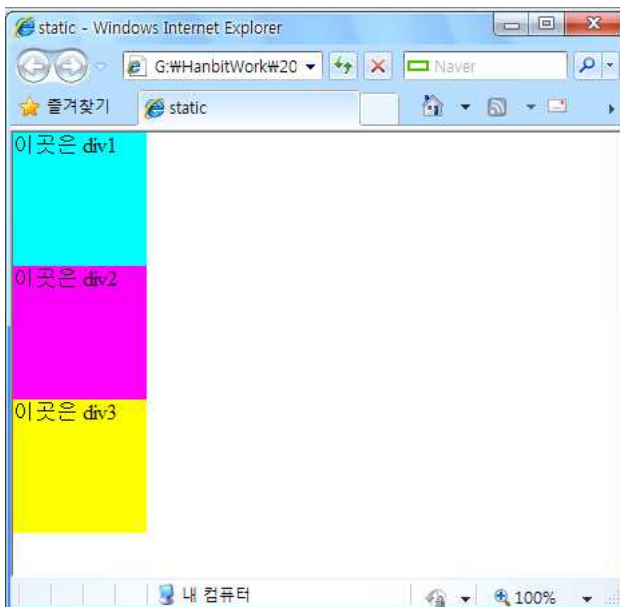 static - Windows Internet Explorer
G:₩HanbitWork₩20
Naver
즐겨찾기
static
이곳은 div1
이곳은 div2
이곳은 div3
내 컴퓨터
100%